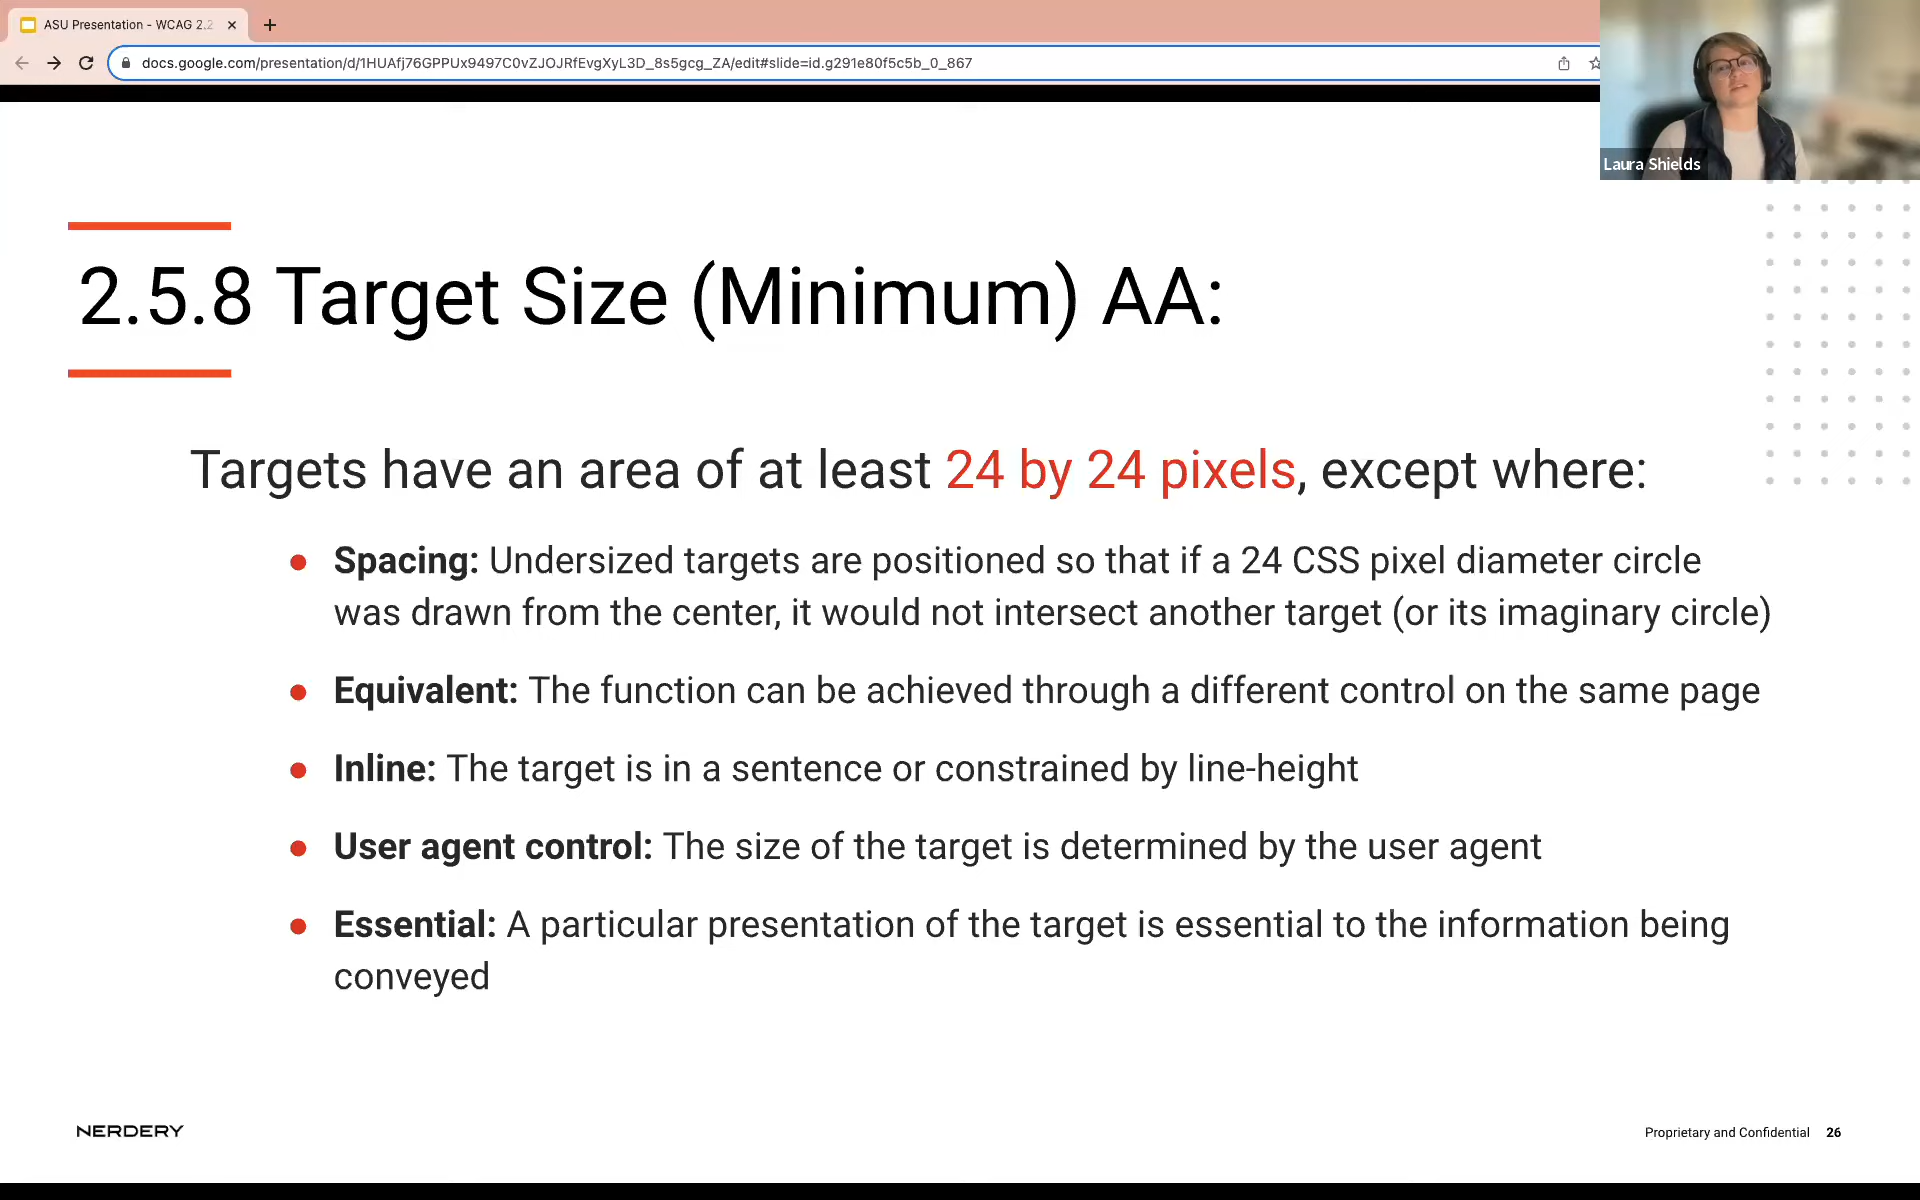 ASU Presentation - WCAG 2.2
docs.google.com/presentation/d/1HUAfj76GPPUx9497C0vZJOJRfEvgXyL3D_8s5gcg_ZA/edit#slide=id.g291e80f5c5b_0_867
Laura Shields
2.5.8 Target Size (Minimum) AA:
Targets have an area of at least 24 by 24 pixels, except where:
● Spacing: Undersized targets are positioned so that if a 24 CSS pixel diameter circle
was drawn from the center, it would not intersect another target (or its imaginary circle)
● Equivalent: The function can be achieved through a different control on the same page
● Inline: The target is in a sentence or constrained by line-height
● User agent control: The size of the target is determined by the user agent
● Essential: A particular presentation of the target is essential to the information being
conveyed
NERDERY
Proprietary and Confidential 26